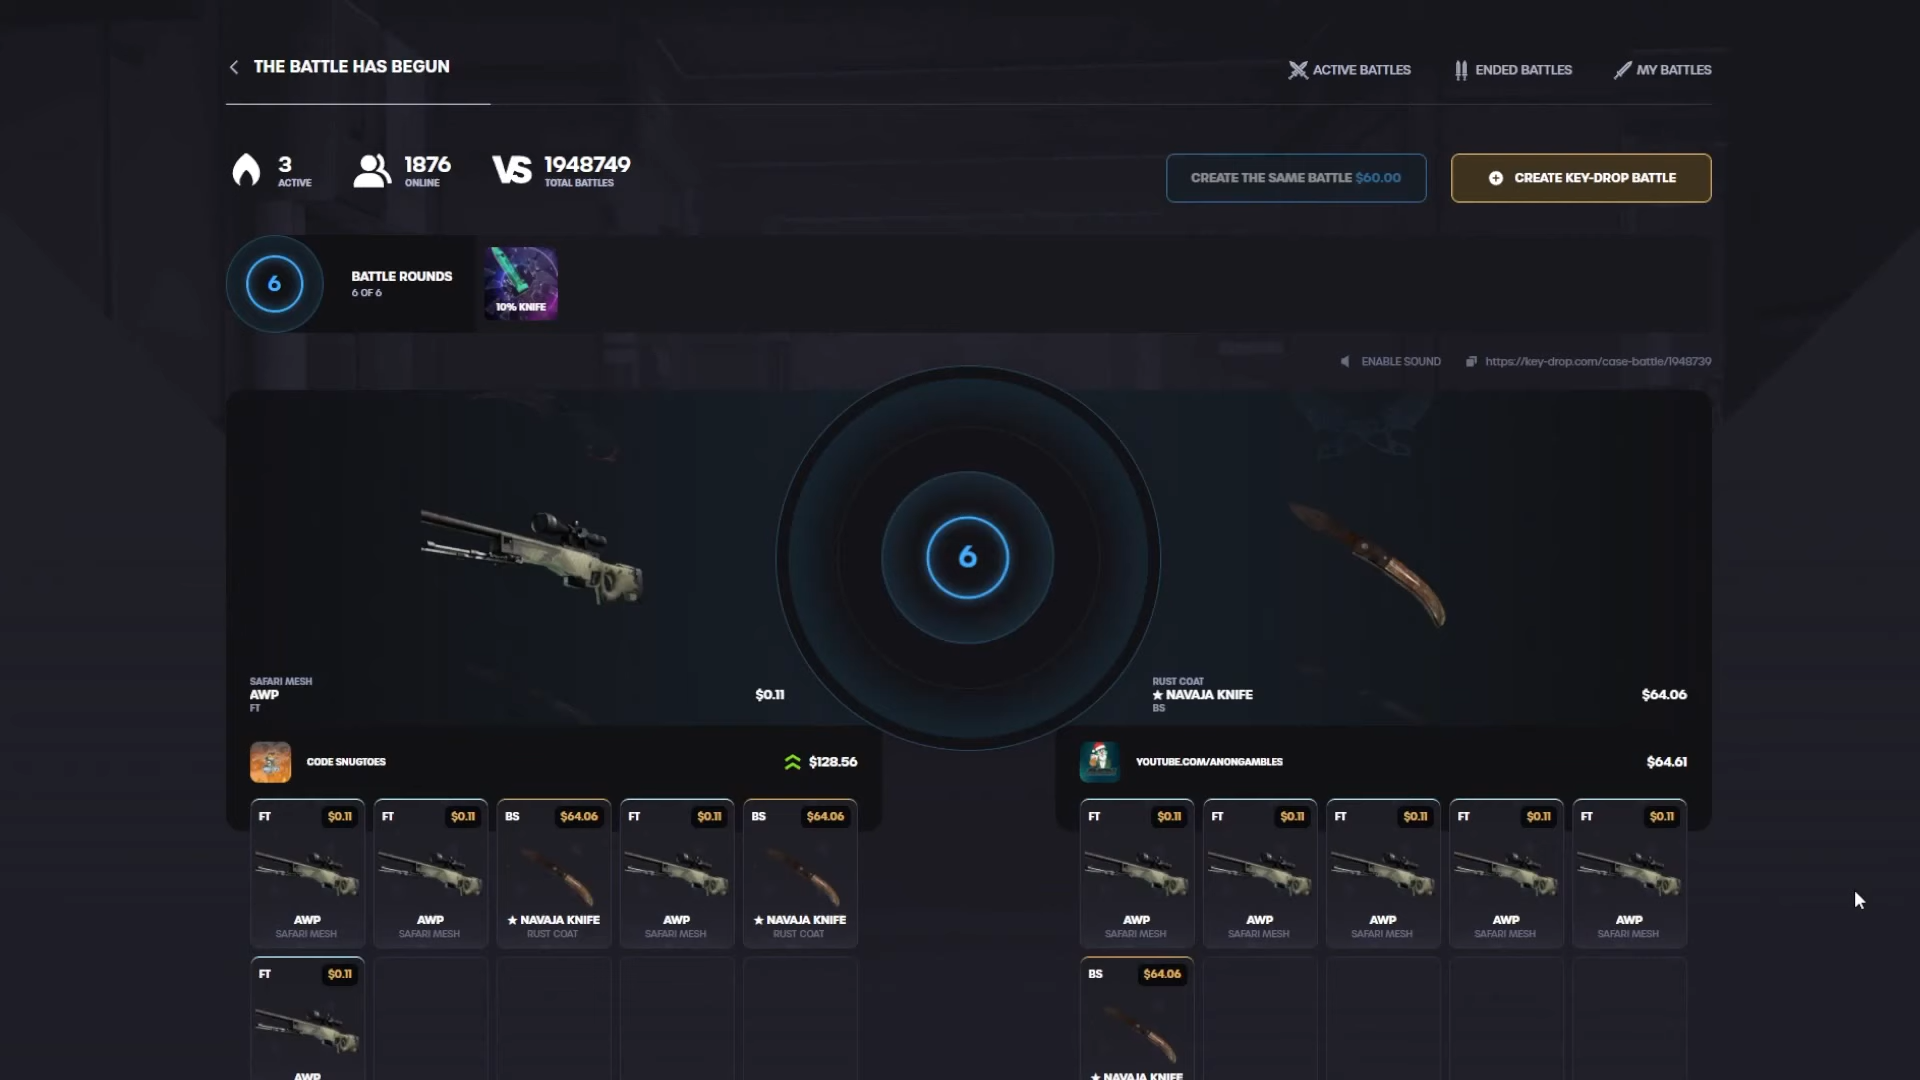 THE BATTLE HAS BEGUN
ACTIVE BATTLES
ENDED BATTLES
MY BATTLES
3
ACTIVE
1876
ONLINE
VS
1948749
TOTAL BATTLES
CREATE THE SAME BATTLE $60.00
CREATE KEY-DROP BATTLE
6
BATTLE ROUNDS
6 OF 6
10% KNIFE
ENABLE SOUND
https://key-drop.com/case-battle/1948739
6
SAFARI MESH
AWP
FT
$0.11
RUST COAT
★ NAVAJA KNIFE
BS
$64.06
CODE SNUGTOES
$128.56
YOUTUBE.COM/ANONGAMBLES
$64.61
FT $0.11
AWP
SAFARI MESH
FT $0.11
AWP
SAFARI MESH
BS $64.06
★ NAVAJA KNIFE
RUST COAT
FT $0.11
AWP
SAFARI MESH
BS $64.06
★ NAVAJA KNIFE
RUST COAT
FT $0.11
AWP
SAFARI MESH
FT $0.11
AWP
SAFARI MESH
FT $0.11
AWP
SAFARI MESH
FT $0.11
AWP
SAFARI MESH
FT $0.11
AWP
SAFARI MESH
FT $0.11
AWP
BS $64.06
★ NAVAJA KNIFE